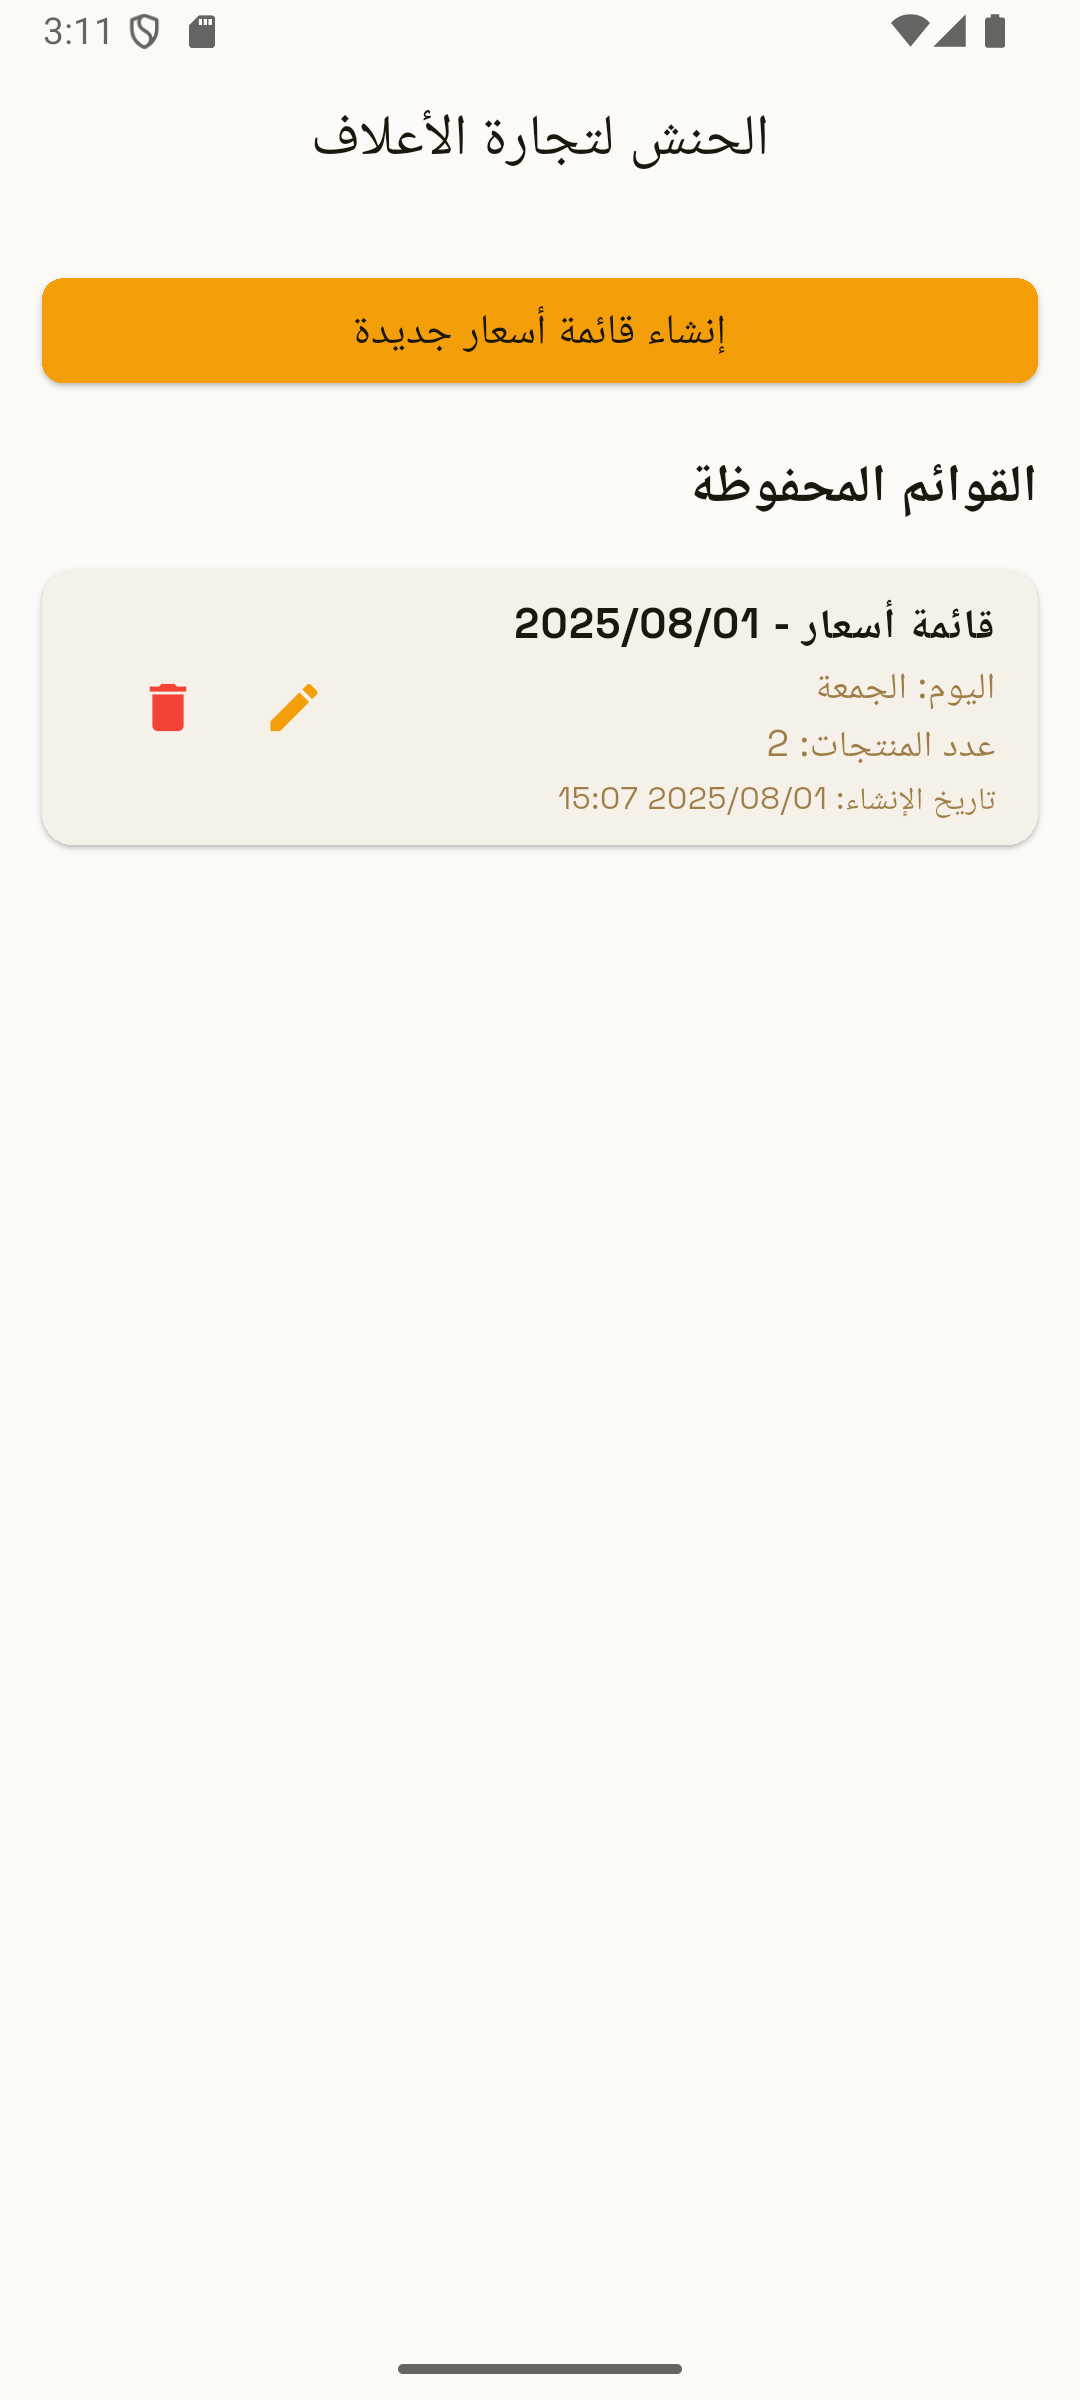 3:11
الحنش لتجارة الأعلاف
إنشاء قائمة أسعار جديدة
القوائم المحفوظة
قائمة أسعار - 2025/08/01
اليوم: الجمعة
عدد المنتجات: 2
تاريخ الإنشاء: 2025/08/01 15:07